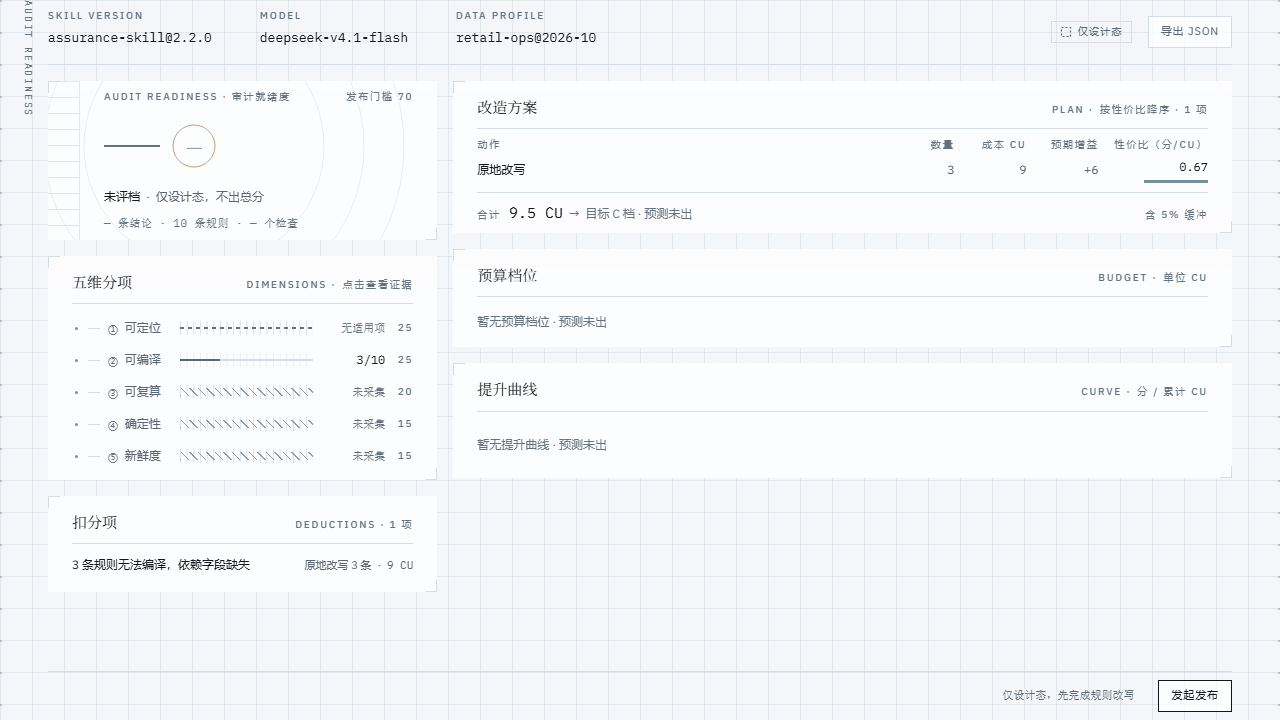 AUDIT READINESS
SKILL VERSION
assurance-skill@2.2.0
MODEL
deepseek-v4.1-flash
DATA PROFILE
retail-ops@2026-10
仅设计态
导出 JSON
AUDIT READINESS · 审计就绪度
发布门槛 70
—
未评档 · 仅设计态，不出总分
— 条结论 · 10 条规则 · — 个检查
五维分项
DIMENSIONS · 点击查看证据
① 可定位 无适用项 25
② 可编译 3/10 25
③ 可复算 未采集 20
④ 确定性 未采集 15
⑤ 新鲜度 未采集 15
扣分项
DEDUCTIONS · 1 项
3 条规则无法编译，依赖字段缺失
原地改写 3 条 · 9 CU
改造方案
PLAN · 按性价比降序 · 1 项
动作 数量 成本 CU 预期增益 性价比（分/CU）
原地改写 3 9 +6 0.67
合计 9.5 CU → 目标 C 档 · 预测未出
含 5% 缓冲
预算档位
BUDGET · 单位 CU
暂无预算档位 · 预测未出
提升曲线
CURVE · 分 / 累计 CU
暂无提升曲线 · 预测未出
仅设计态，先完成规则改写
发起发布